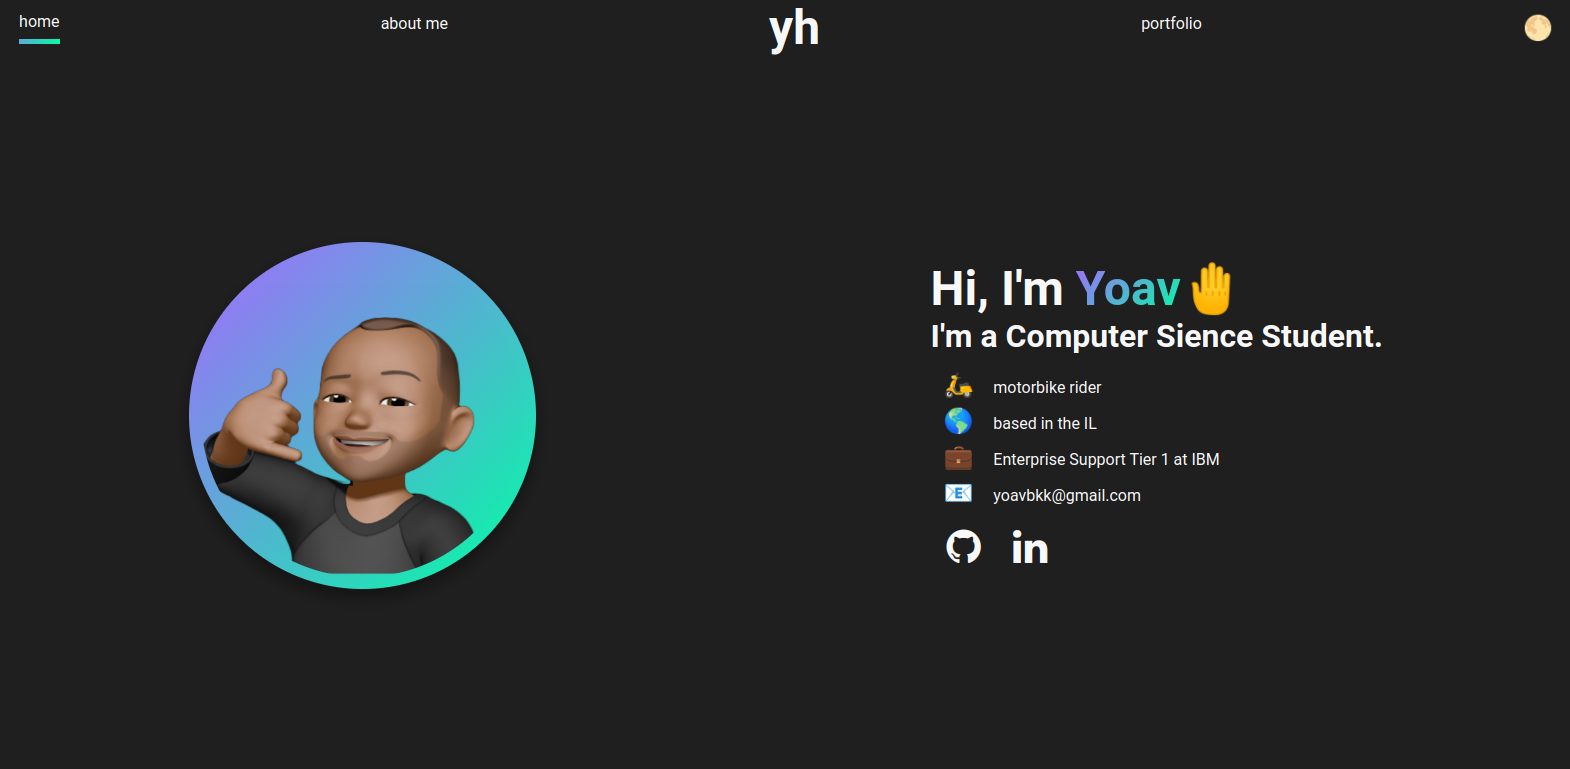 home
about me
yh
portfolio
Hi, I'm Yoav
I'm a Computer Sience Student.
motorbike rider
based in the IL
Enterprise Support Tier 1 at IBM
yoavbkk@gmail.com
in